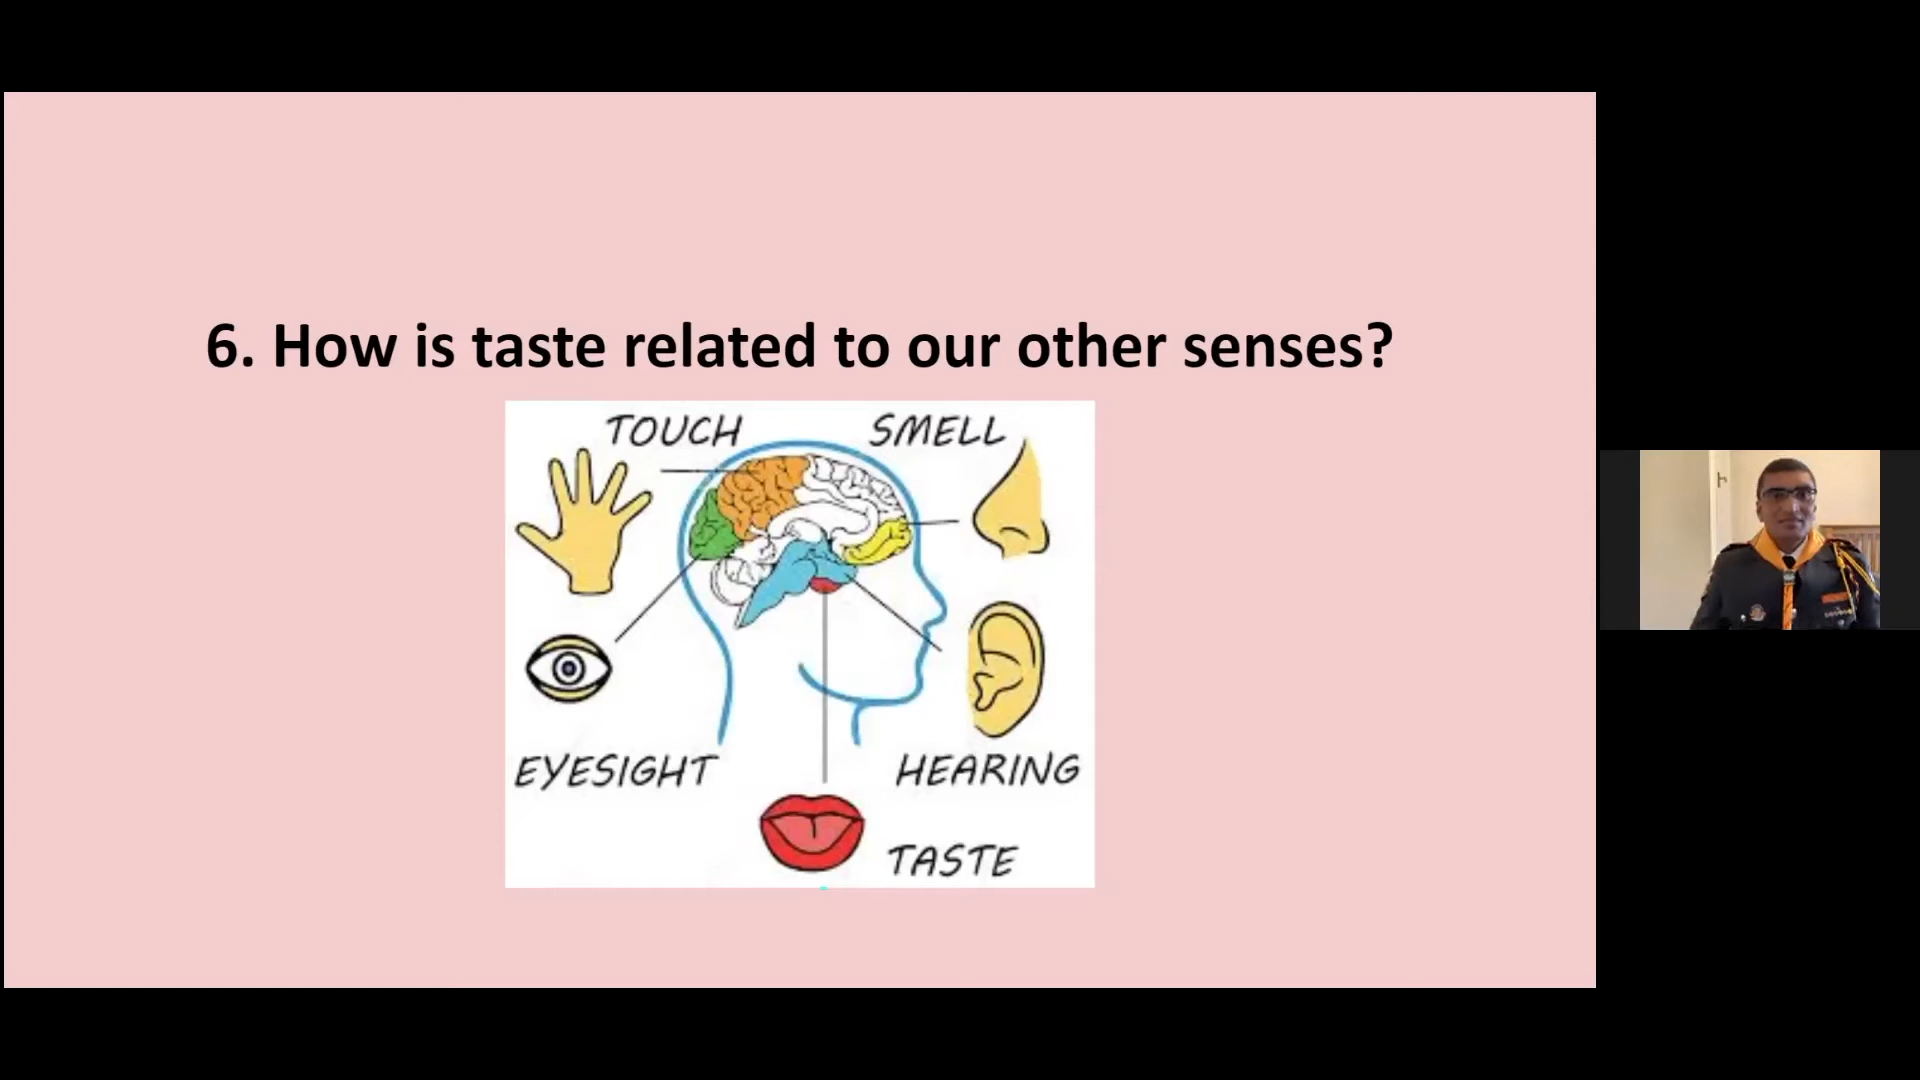 6. How is taste related to our other senses?
TOUCH
SMELL
EYESIGHT
HEARING
TASTE